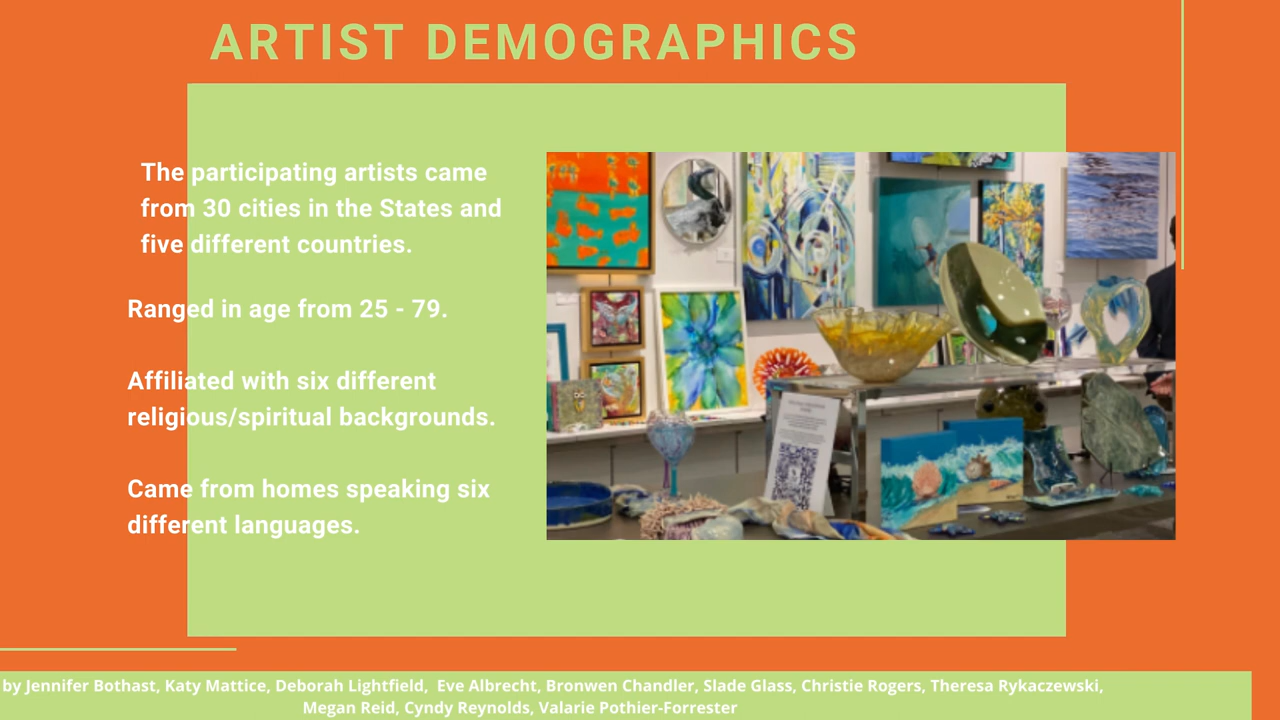 ARTIST DEMOGRAPHICS
The participating artists came
from 30 cities in the States and
five different countries.
Ranged in age from 25 - 79.
Affiliated with six different
religious/spiritual backgrounds.
Came from homes speaking six
different languages.
by Jennifer Bothast, Katy Mattice, Deborah Lightfield,  Eve Albrecht, Bronwen Chandler, Slade Glass, Christie Rogers, Theresa Rykaczewski,
Megan Reid, Cyndy Reynolds, Valarie Pothier-Forrester